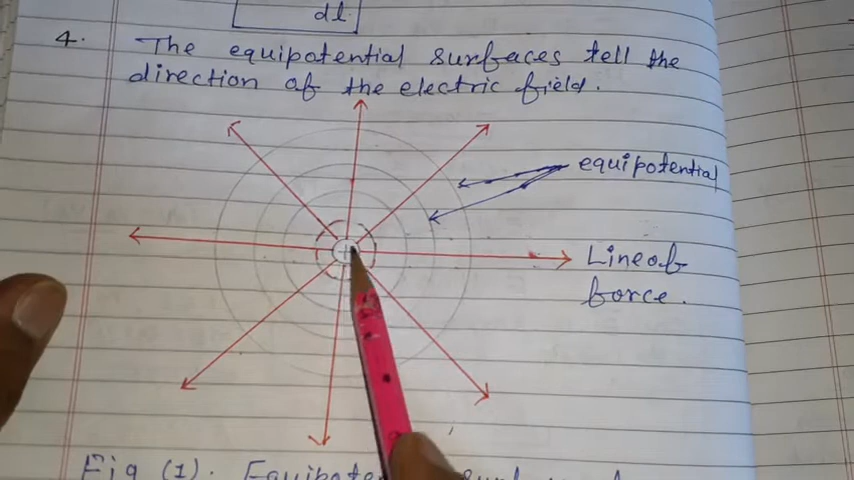 dl
4. The equipotential surfaces tell the
direction of the electric field.
equipotential
+
Line of
force.
Fig (1). Equipote